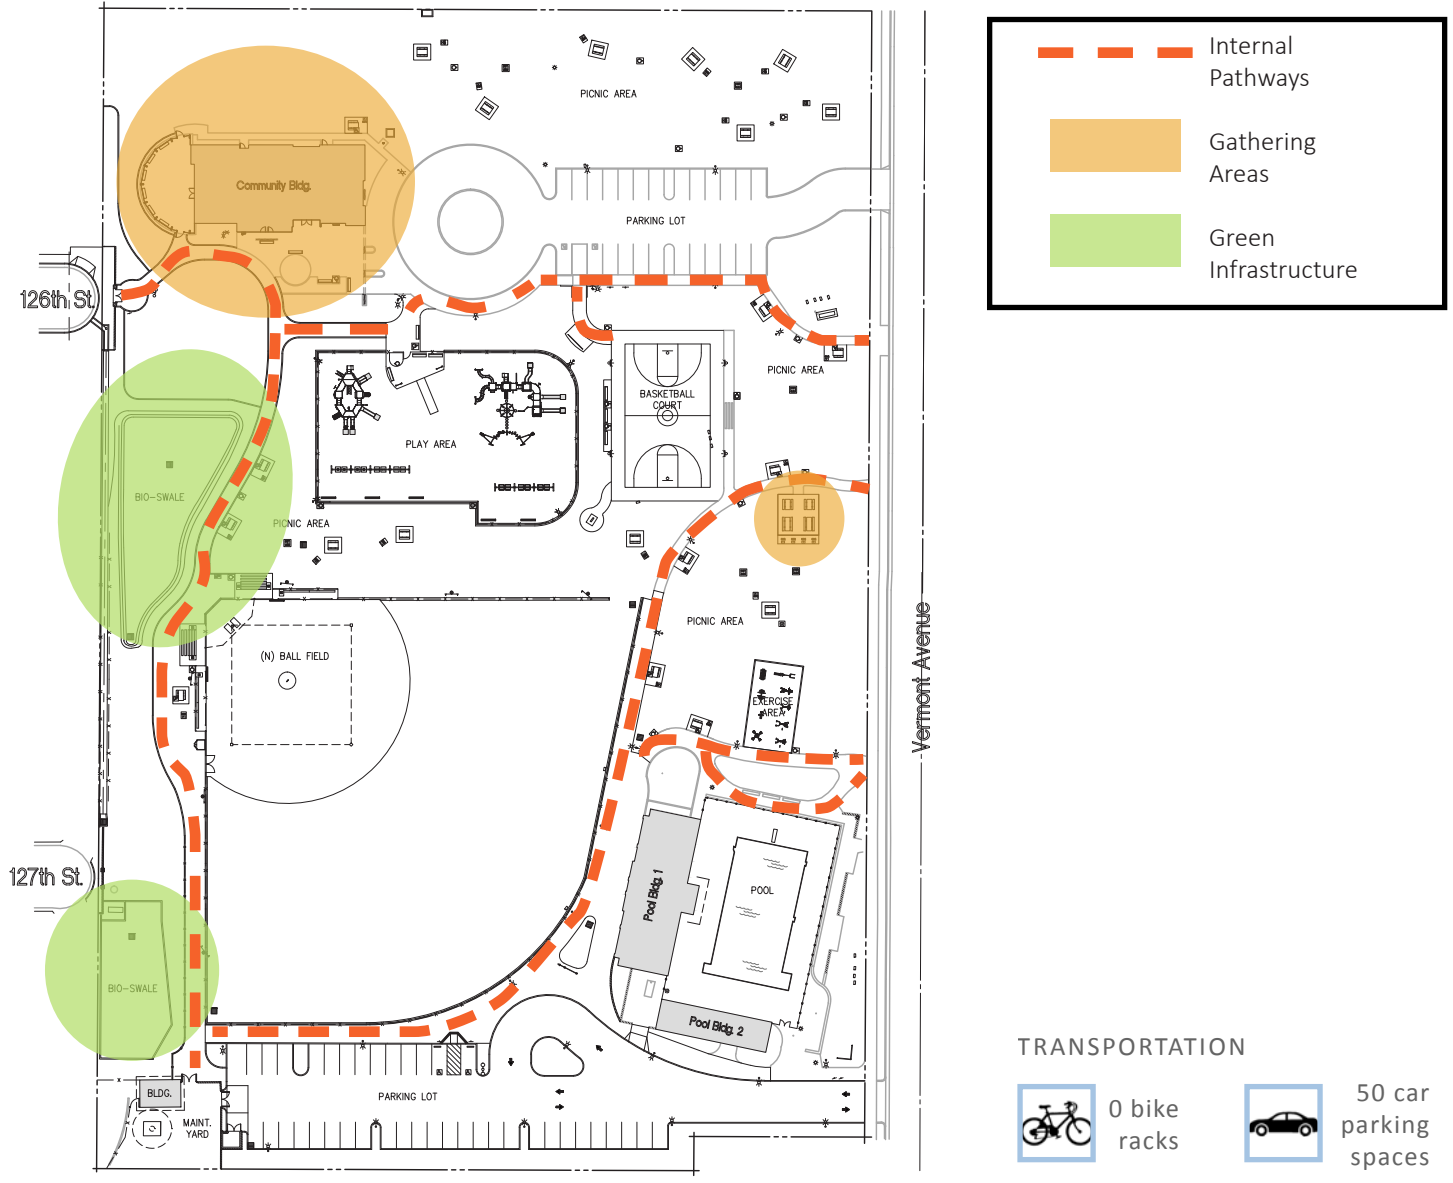 Internal
Pathways
Gathering
Areas
Green
Infrastructure
PICNIC AREA
Community Bldg.
PARKING LOT
126th St.
PICNIC AREA
BASKETBALL
COURT
PLAY AREA
BIO-SWALE
PICNIC AREA
PICNIC AREA
(N) BALL FIELD
Vermont Avenue
EXERCISE
AREA
127th St.
Pool Bldg. 1
POOL
BIO-SWALE
Pool Bldg. 2
BLDG.
PARKING LOT
MAINT.
YARD
TRANSPORTATION
0 bike
racks
50 car
parking
spaces